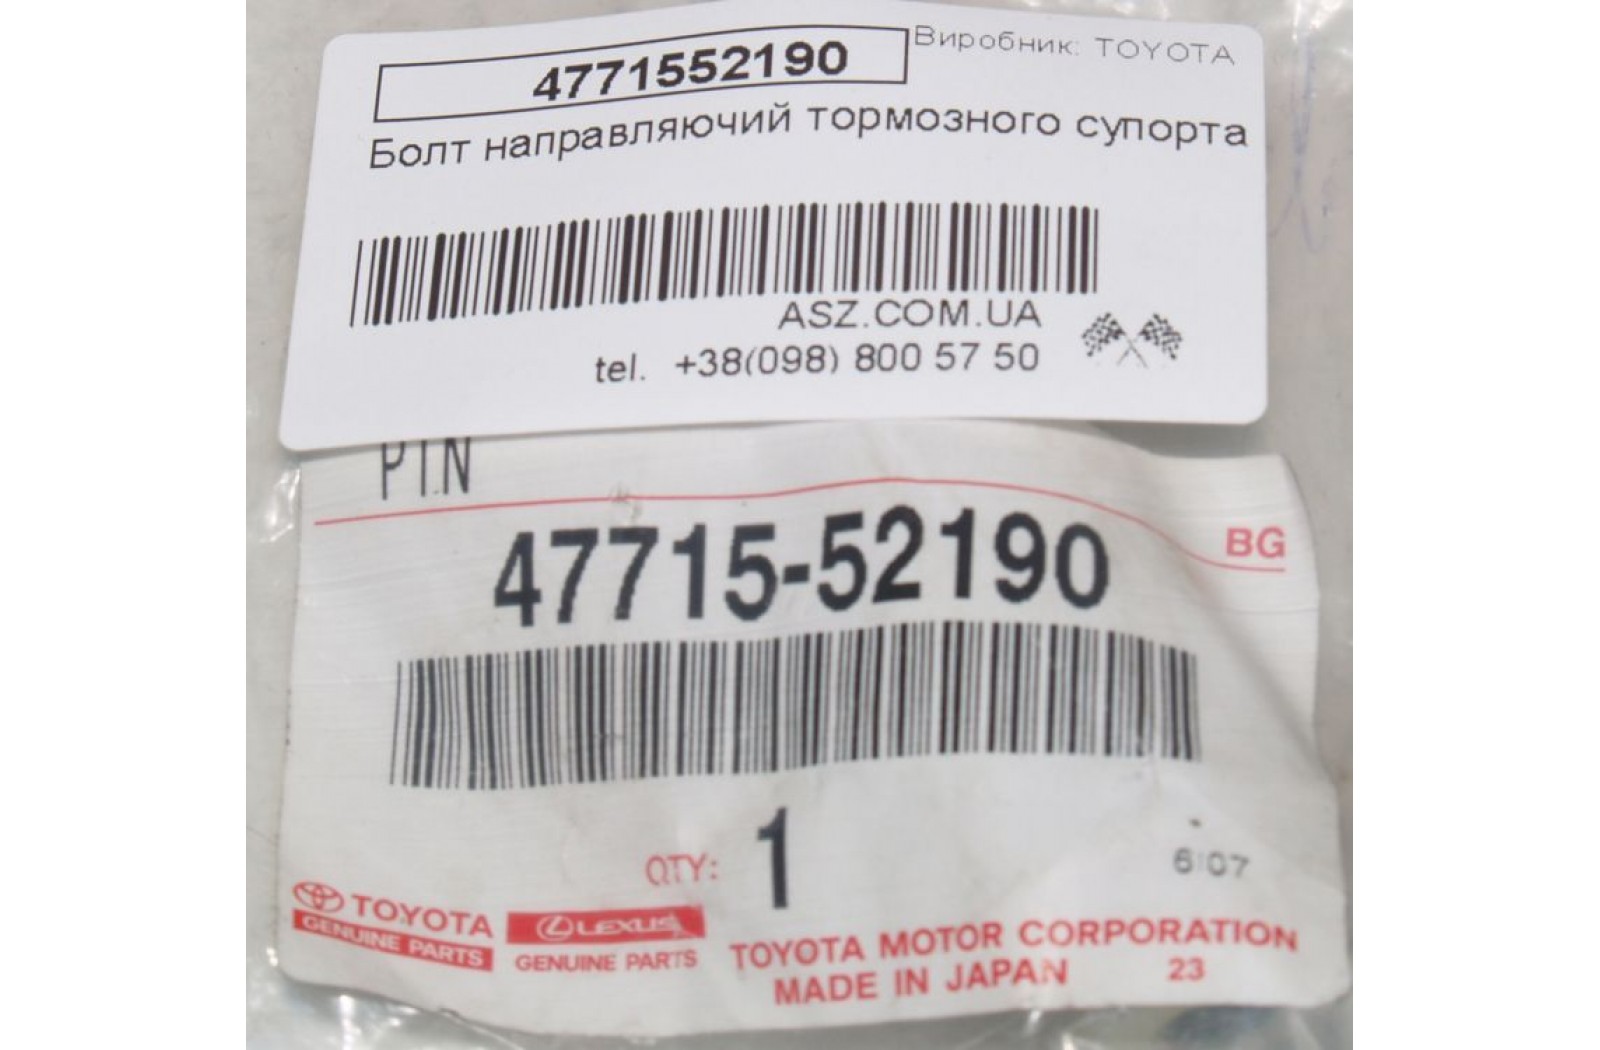 4771552190
Виробник: TOYOTA
Болт направляючий тормозного супорта
ASZ.COM.UA
tel. +38(098) 800 57 50
PIN
47715-52190
BG
QTY: 1
6 07
TOYOTA
GENUINE PARTS
LEXUS
GENUINE PARTS
TOYOTA MOTOR CORPORATION
MADE IN JAPAN 23